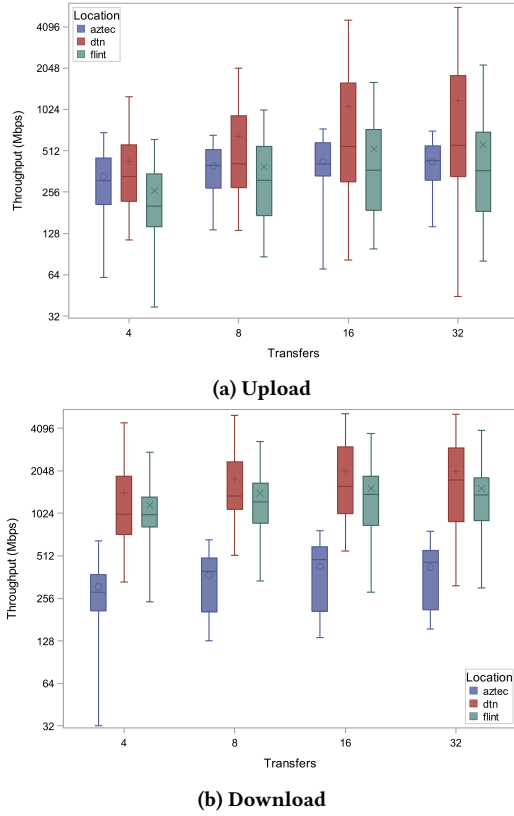 Location
aztec
dtn
flint
4096
2048
1024
512
256
128
64
32
Throughput (Mbps)
4 8 16 32
Transfers
(a) Upload
4096
2048
1024
512
256
128
64
32
Throughput (Mbps)
Location
aztec
dtn
flint
4 8 16 32
Transfers
(b) Download